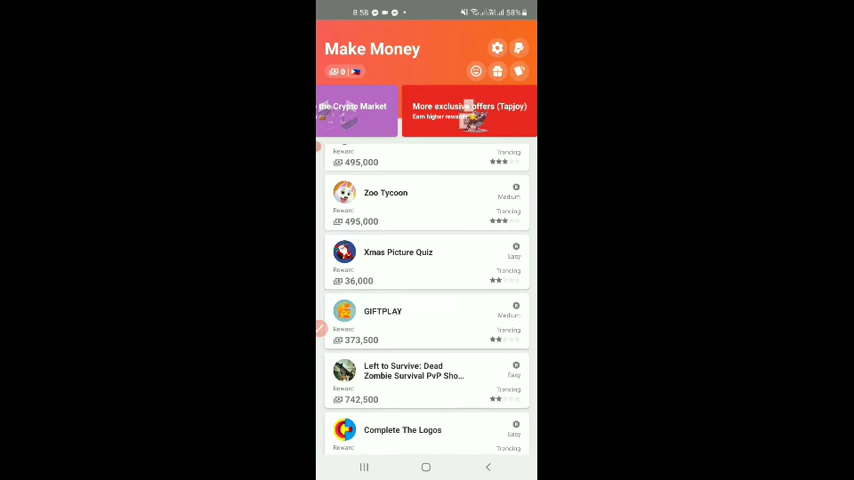 8:58
58%
Make Money
0 |
the Crypto Market
More exclusive offers (Tapjoy)
Earn higher rewards
Reward
Trending
495,000
Zoo Tycoon
Medium
Reward
Trending
495,000
Xmas Picture Quiz
Easy
Reward
Trending
36,000
GIFTPLAY
Medium
Reward
Trending
373,500
Left to Survive: Dead
Zombie Survival PvP Sho...
Easy
Reward
Trending
742,500
Complete The Logos
Easy
Reward
Trending